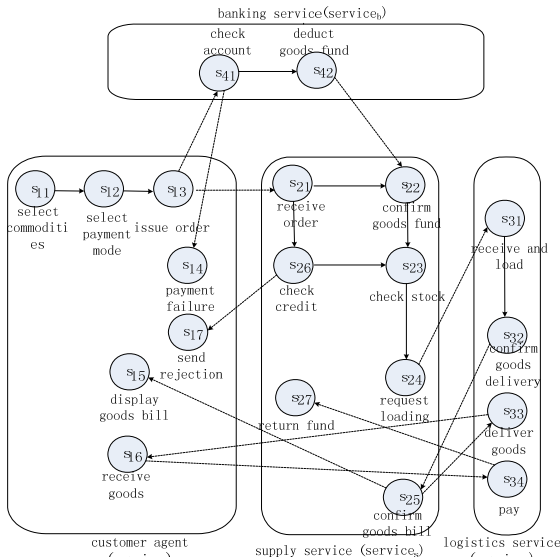 banking service(service_b)
check
account
deduct
goods fund
s41
s42
s11
s12
s13
select
commoditi
es
select
payment
mode
issue order
s14
payment
failure
s17
send
rejection
s15
display
goods bill
s16
receive
goods
customer agent
s21
receive
order
s22
confirm
goods fund
s26
check
credit
s23
check stock
s24
request
loading
s27
return fund
s25
confirm
goods bill
supply service (service
s31
receive and
load
s32
confirm
goods
delivery
s33
deliver
goods
s34
pay
logistics service